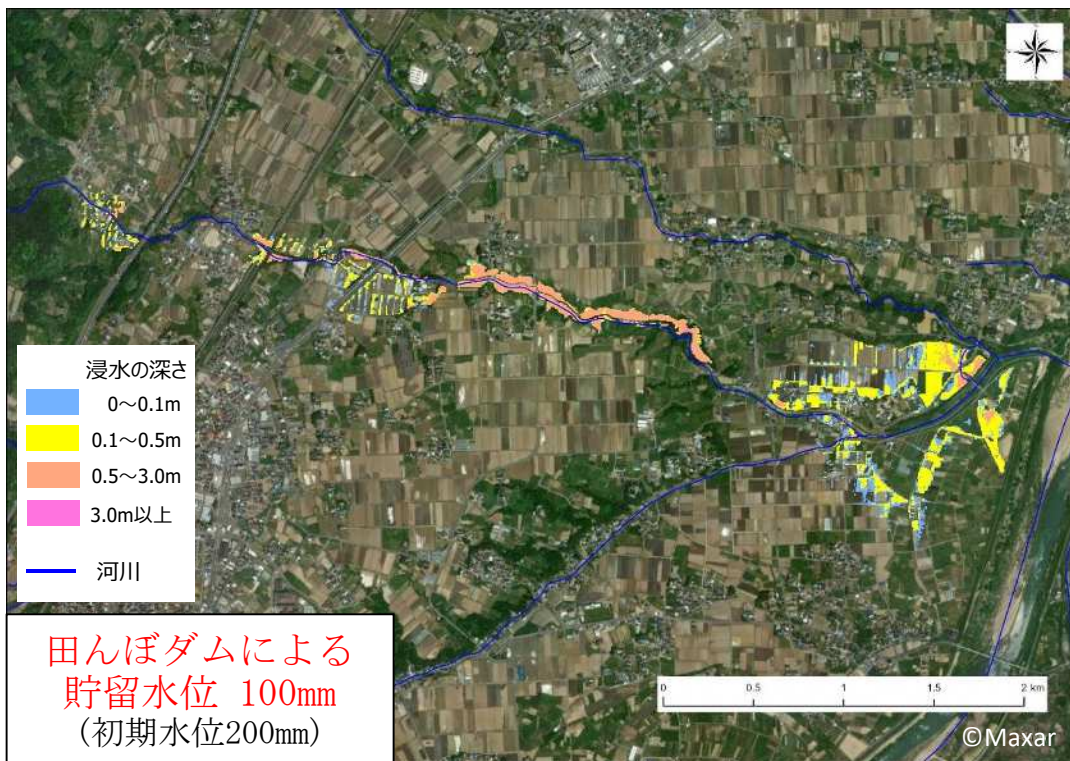 浸水の深さ
0～0.1m
0.1～0.5m
0.5～3.0m
3.0m以上
河川
田んぼダムによる
貯留水位 100mm
(初期水位200mm)
0 0.5 1 1.5 2 km
©Maxar